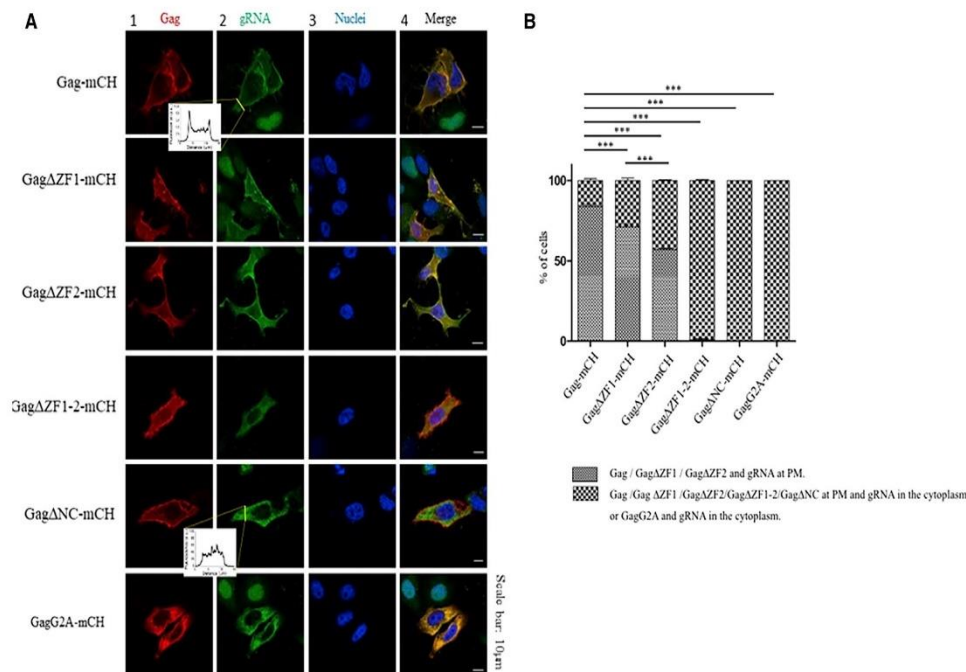 A
1 Gag
2 gRNA
3 Nuclei
4 Merge
Gag-mCH
GagΔZF1-mCH
GagΔZF2-mCH
GagΔZF1-2-mCH
GagΔNC-mCH
GagG2A-mCH
Scale bar: 10μm
B
***
***
***
***
*** ***
% of cells
100
50
0
Gag-mCH
GagΔZF1-mCH
GagΔZF2-mCH
GagΔZF1-2-mCH
GagΔNC-mCH
GagG2A-mCH
Gag / GagΔZF1 / GagΔZF2 and gRNA at PM.
Gag /Gag ΔZF1 /GagΔZF2/GagΔZF1-2/GagΔNC at PM and gRNA in the cytoplasm
or GagG2A and gRNA in the cytoplasm.